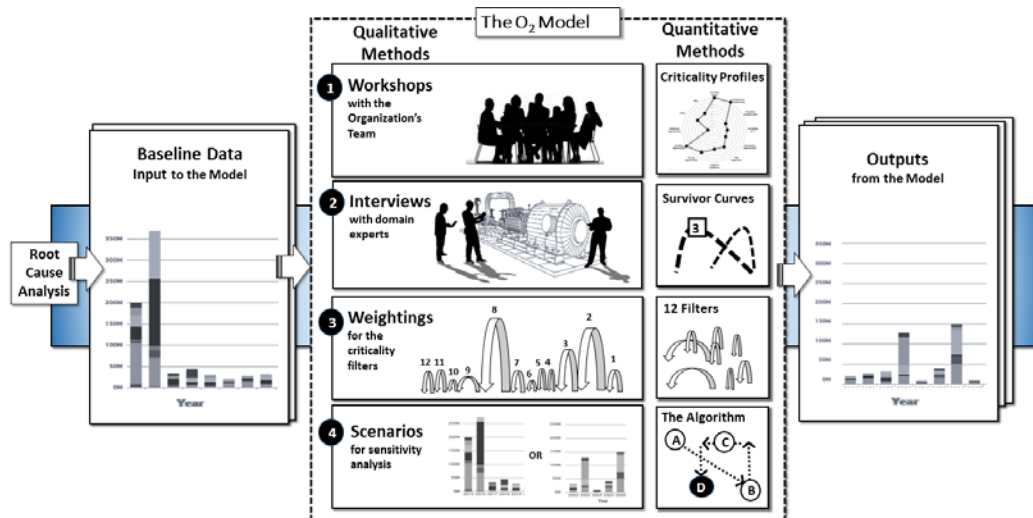 The O₂ Model
Root
Cause
Analysis
Baseline Data
Input to the Model
350M
300M
250M
200M
150M
100M
50M
0M
Year
Qualitative
Methods
1 Workshops
with the
Organization's
Team
2 Interviews
with domain
experts
3 Weightings
for the
criticality
filters
12 11 10 9 8 7 6 5 4 3 2 1
4 Scenarios
for sensitivity
analysis
OR
Year
Quantitative
Methods
Criticality Profiles
Survivor Curves
3
12 Filters
The Algorithm
A C
D B
Outputs
from the Model
350M
300M
250M
200M
150M
100M
50M
0M
Year